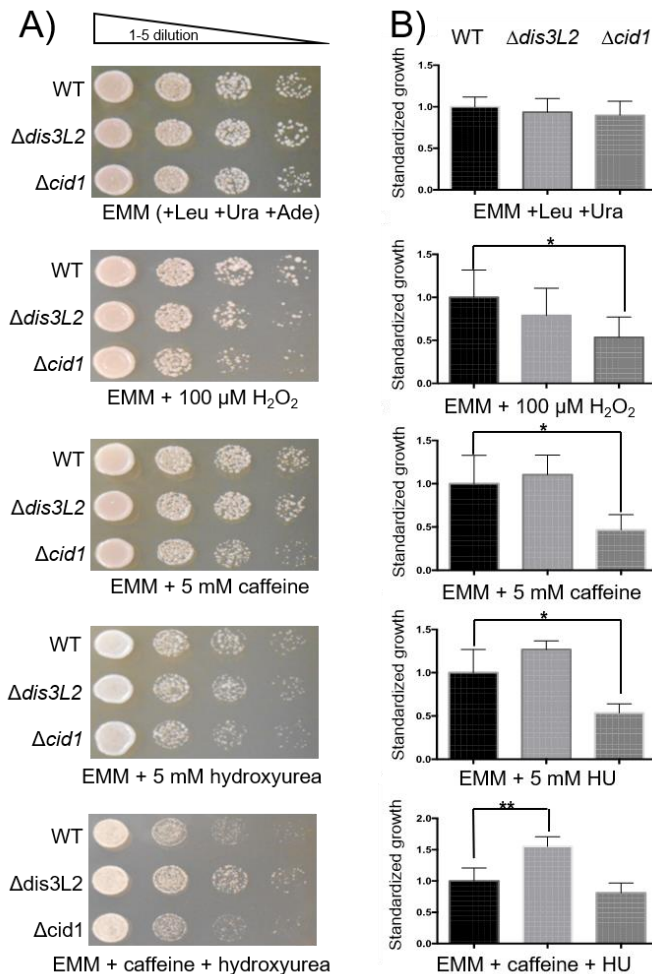 A)
1-5 dilution
WT
Δdis3L2
Δcid1
EMM (+Leu +Ura +Ade)
WT
Δdis3L2
Δcid1
EMM + 100 µM H₂O₂
WT
Δdis3L2
Δcid1
EMM + 5 mM caffeine
WT
Δdis3L2
Δcid1
EMM + 5 mM hydroxyurea
WT
Δdis3L2
Δcid1
EMM + caffeine + hydroxyurea
B)
WT Δdis3L2 Δcid1
Standardized growth
1.5
1.0
0.5
0.0
EMM +Leu +Ura
Standardized growth
1.5
1.0
0.5
0.0
*
EMM + 100 µM H₂O₂
Standardized growth
1.5
1.0
0.5
0.0
*
EMM + 5 mM caffeine
Standardized growth
1.5
1.0
0.5
0.0
*
EMM + 5 mM HU
Standardized growth
2.0
1.5
1.0
0.5
0.0
**
EMM + caffeine + HU